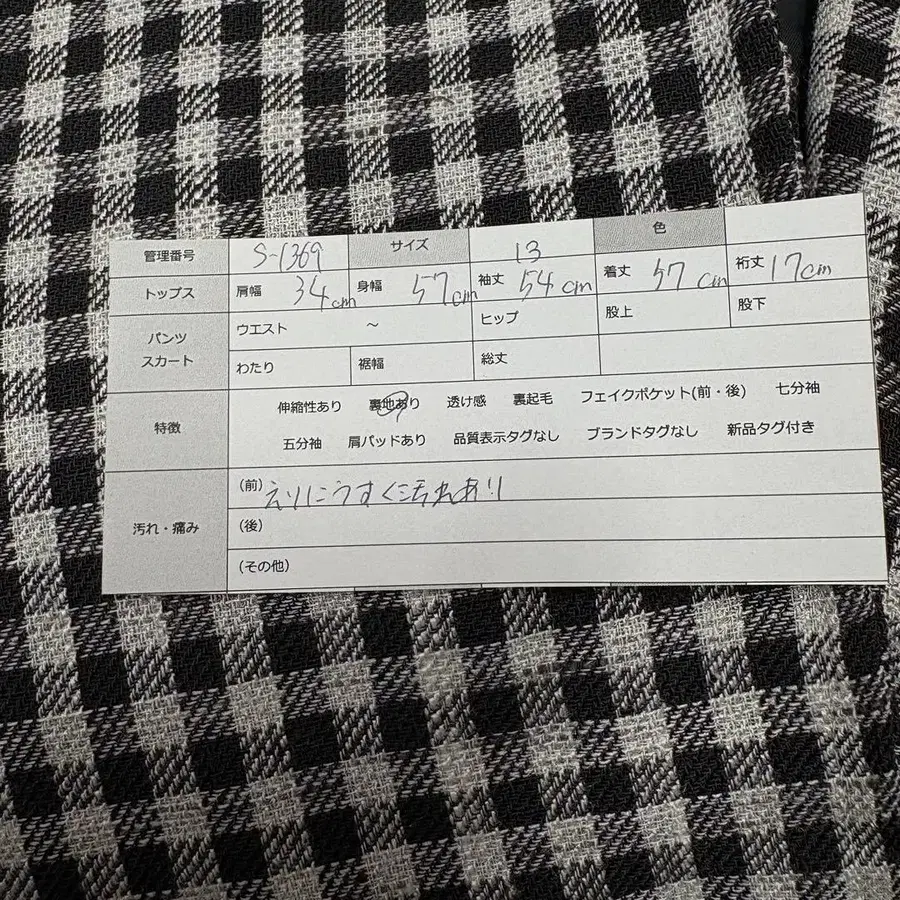 管理番号 S-1369 サイズ 13 色
トップス 肩幅 34cm 身幅 57cm 袖丈 54cm 着丈 57cm 裄丈 17cm
パンツ スカート
ウエスト ～ ヒップ 股上 股下
わたり 裾幅 総丈
特徴
伸縮性あり 裏地あり 透け感 裏起毛 フェイクポケット(前・後) 七分袖
五分袖 肩パッドあり 品質表示タグなし ブランドタグなし 新品タグ付き
汚れ・痛み
(前) えりにうすく汚れあり
(後)
(その他)